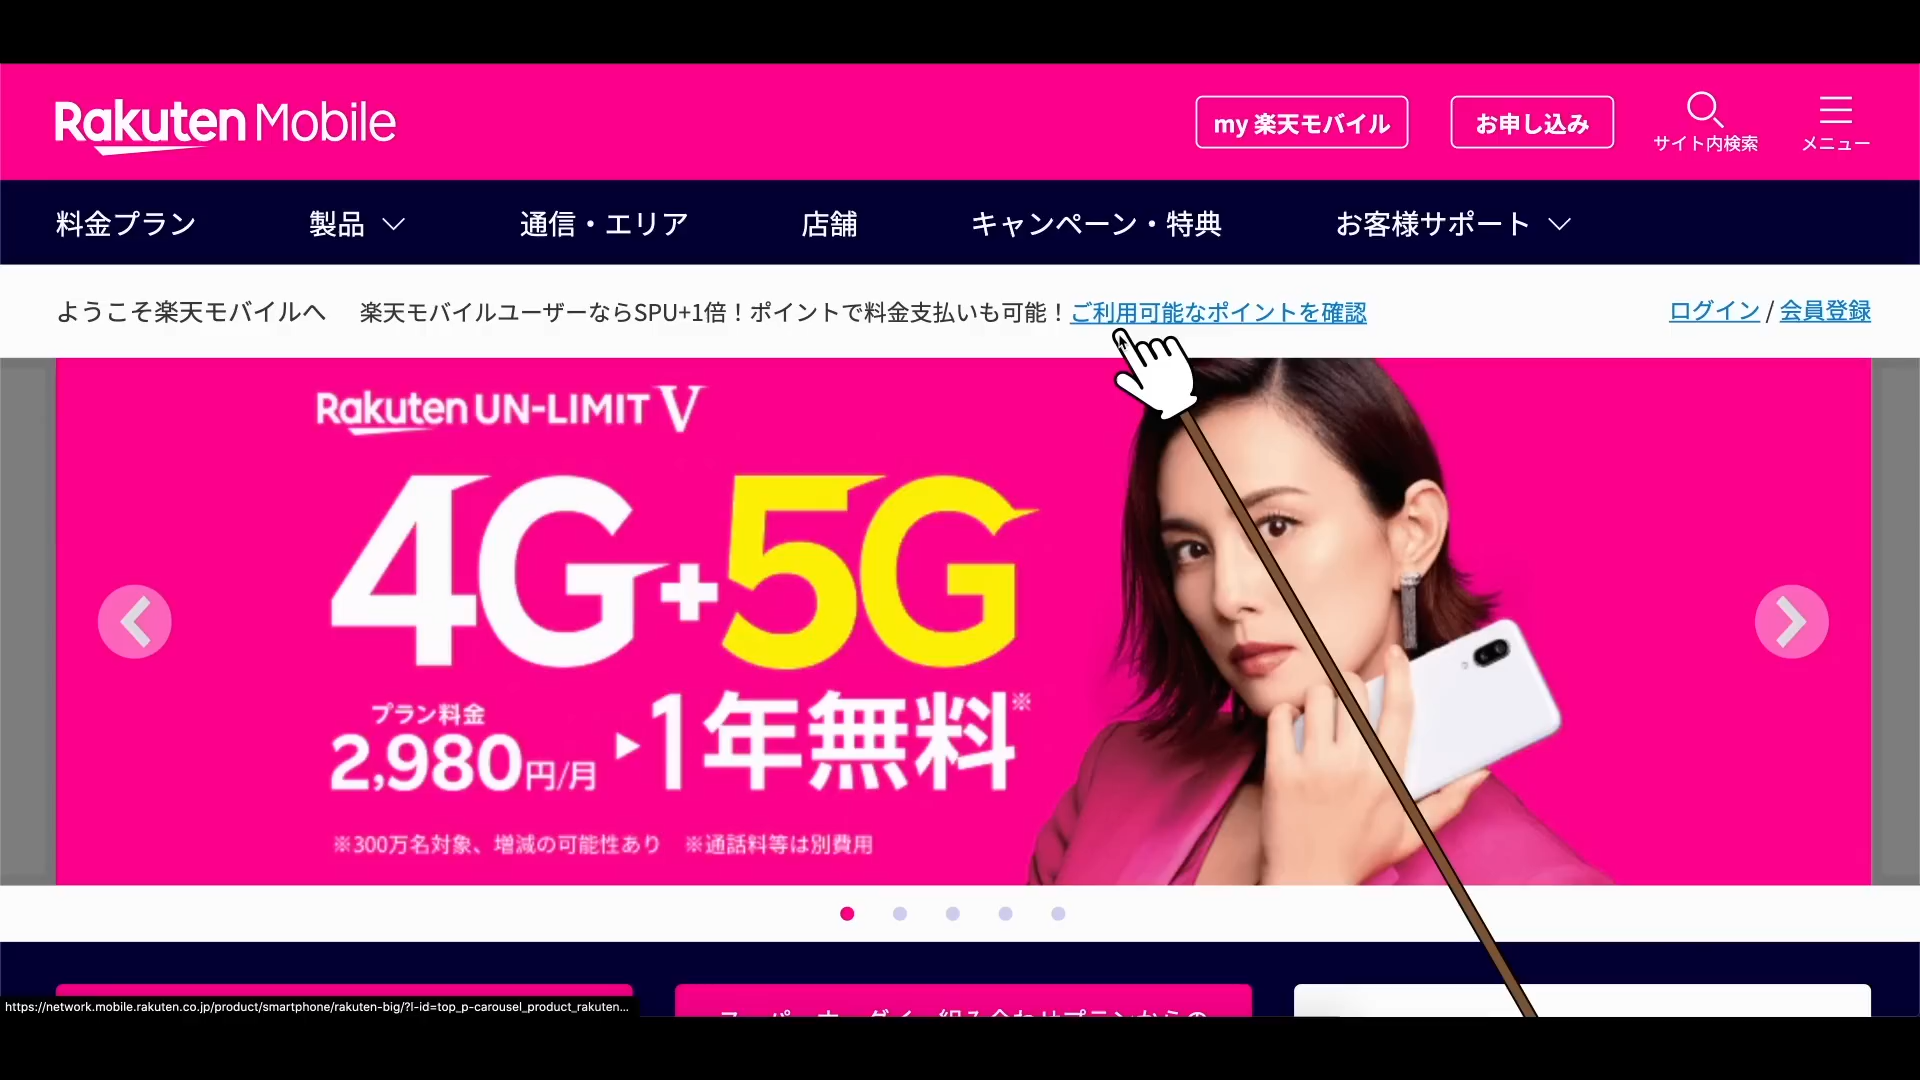 Rakuten Mobile
my 楽天モバイル
お申し込み
サイト内検索
メニュー
料金プラン
製品
通信・エリア
店舗
キャンペーン・特典
お客様サポート
ようこそ楽天モバイルへ
楽天モバイルユーザーならSPU+1倍！ポイントで料金支払いも可能！ご利用可能なポイントを確認
ログイン / 会員登録
Rakuten UN-LIMIT V
4G+5G
プラン料金
2,980円/月
1年無料※
※300万名対象、増減の可能性あり ※通話料等は別費用
https://network.mobile.rakuten.co.jp/product/smartphone/rakuten-big/?l-id=top_p-carousel_product_rakuten...